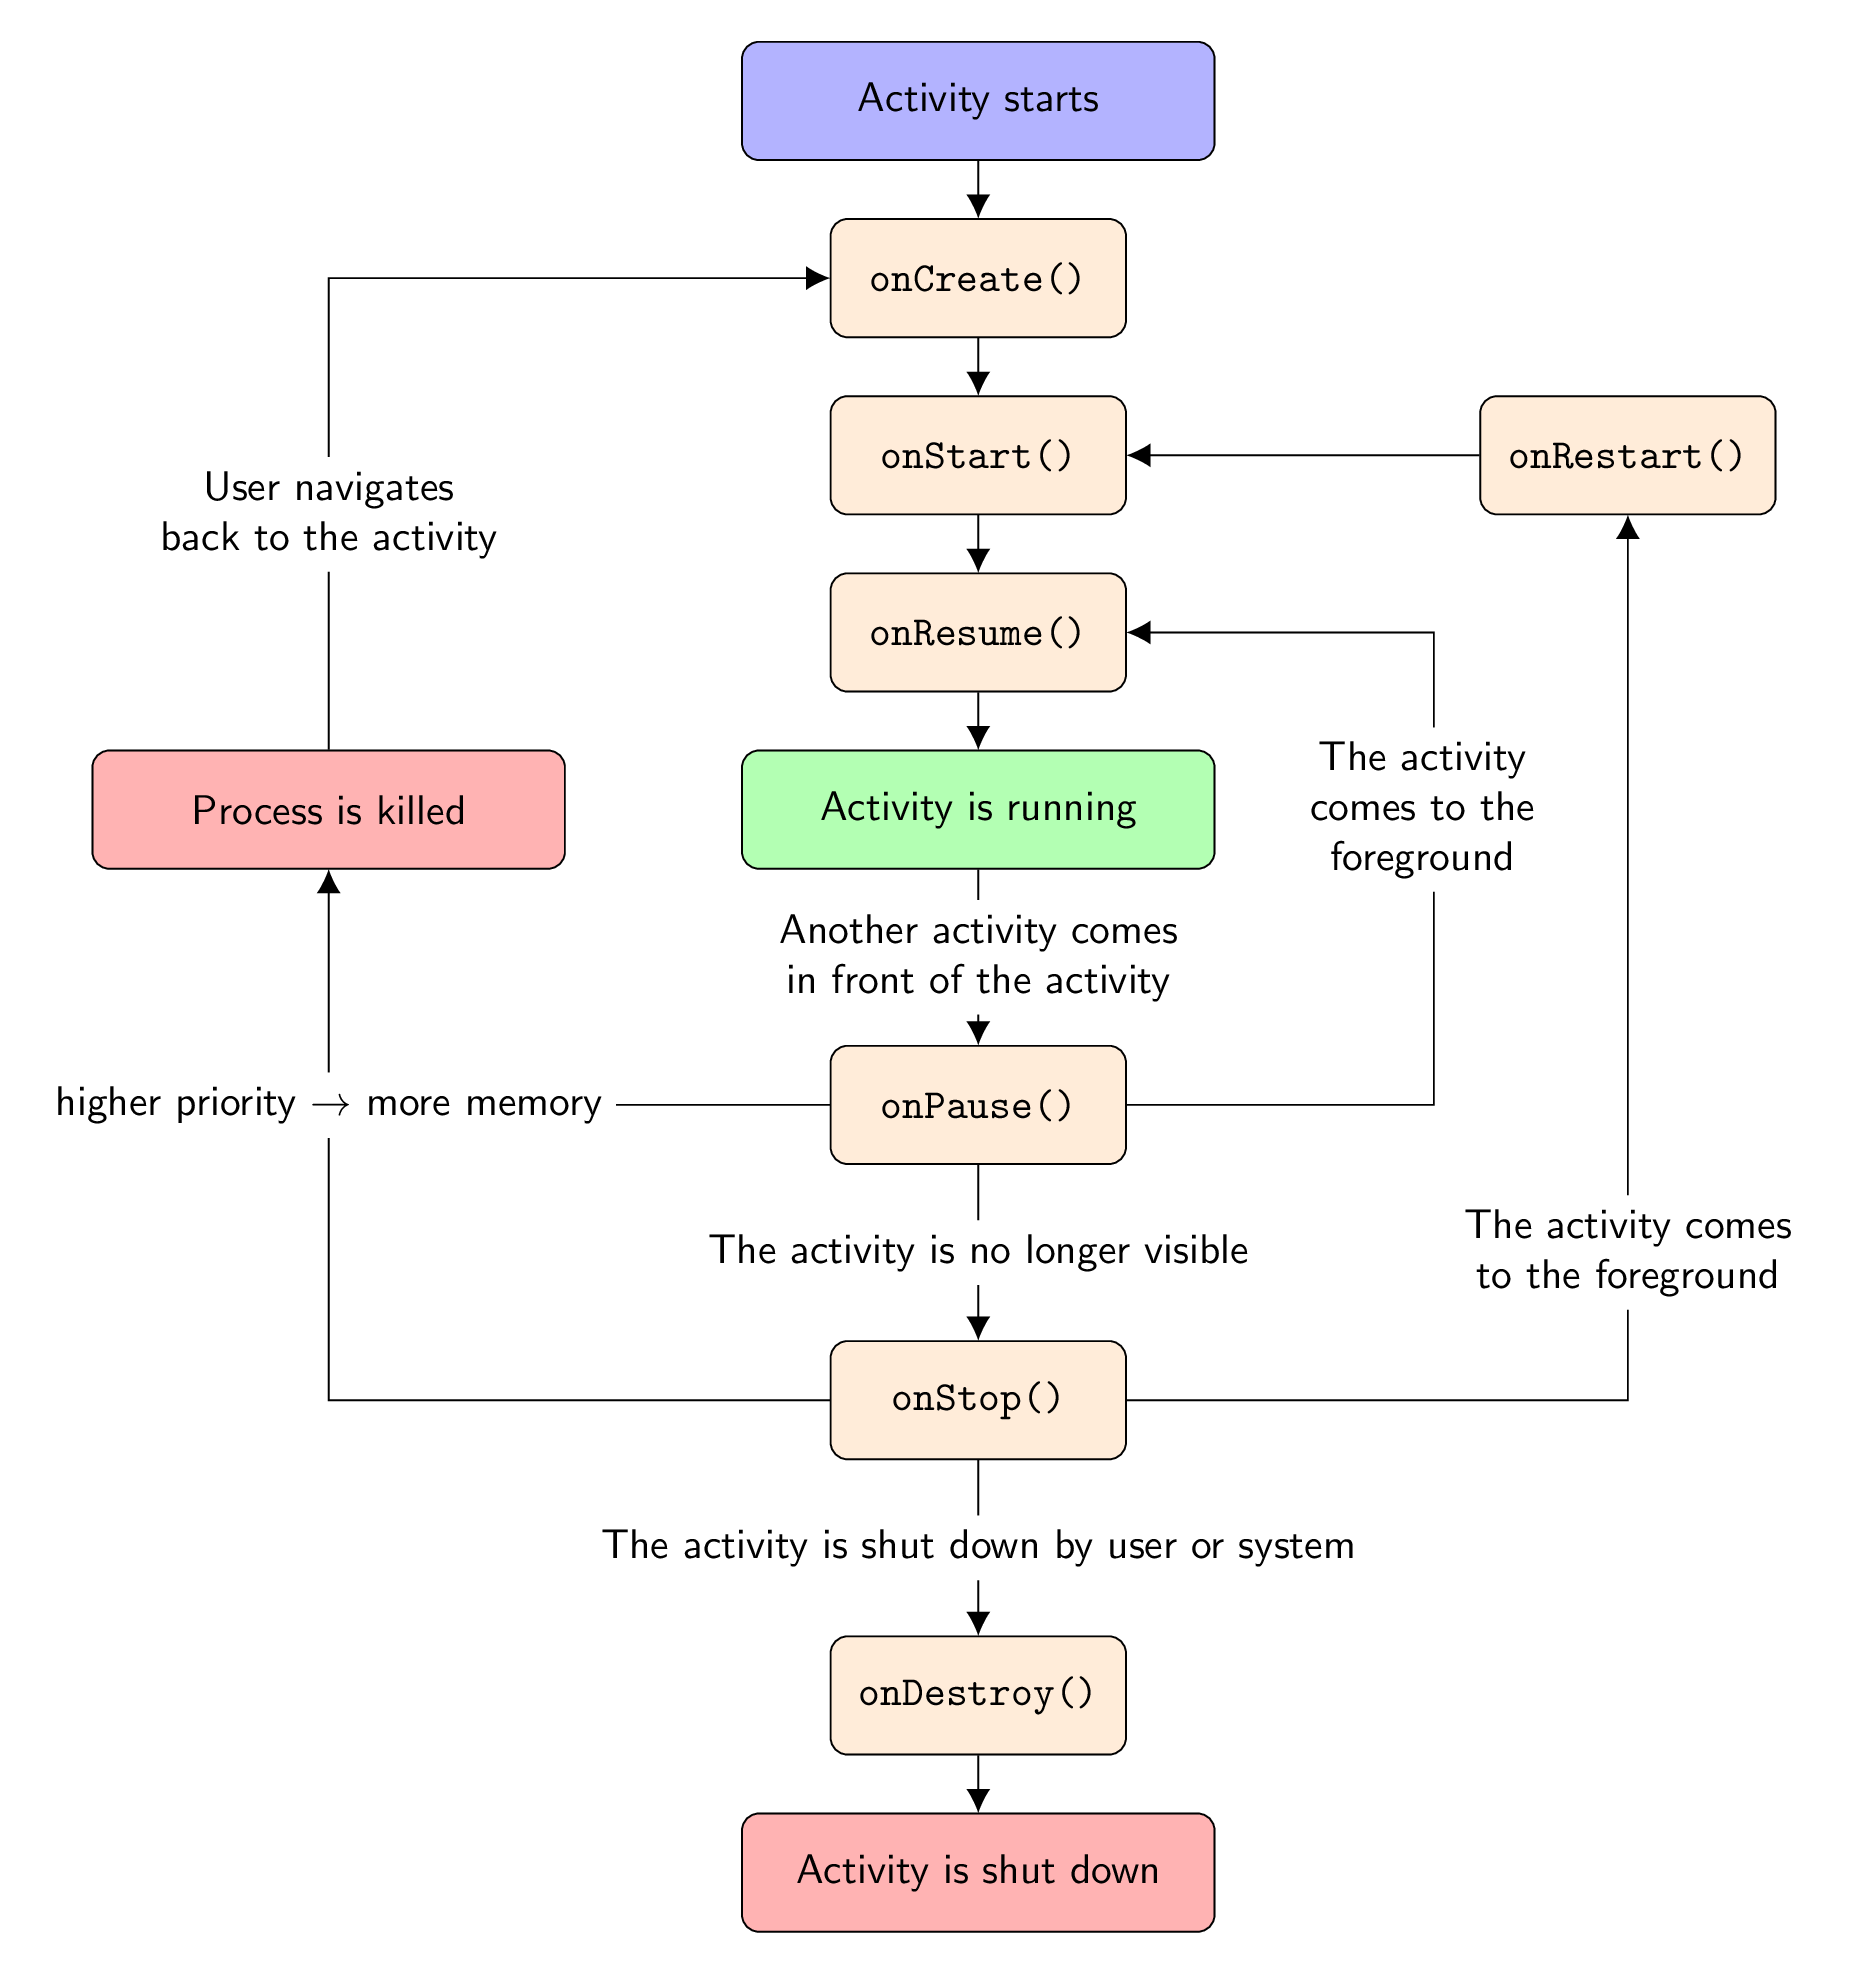 Activity starts
onCreate()
onStart()
onRestart()
User navigates
back to the activity
onResume()
Process is killed
Activity is running
The activity
comes to the
foreground
Another activity comes
in front of the activity
higher priority → more memory
onPause()
The activity is no longer visible
The activity comes
to the foreground
onStop()
The activity is shut down by user or system
onDestroy()
Activity is shut down